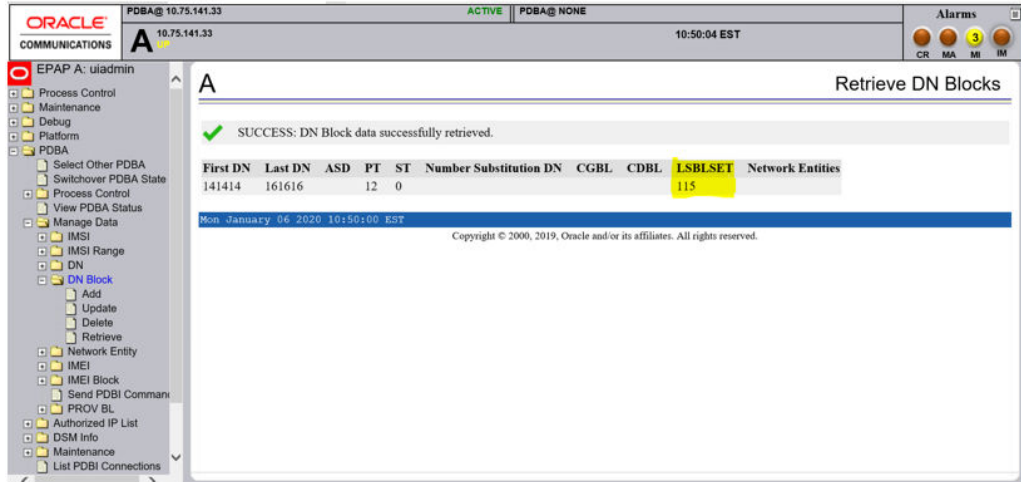 ORACLE
COMMUNICATIONS
PDBA@ 10.75.141.33
ACTIVE
PDBA@ NONE
A
10.75.141.33
UP
10:50:04 EST
Alarms
3
CR MA MI IM
EPAP A: uiadmin
Process Control
Maintenance
Debug
Platform
PDBA
Select Other PDBA
Switchover PDBA State
Process Control
View PDBA Status
Manage Data
IMSI
IMSI Range
DN
DN Block
Add
Update
Delete
Retrieve
Network Entity
IMEI
IMEI Block
Send PDBI Command
PROV BL
Authorized IP List
DSM Info
Maintenance
List PDBI Connections
A
Retrieve DN Blocks
SUCCESS: DN Block data successfully retrieved.
First DN Last DN ASD PT ST Number Substitution DN CGBL CDBL LSBLSET Network Entities
141414 161616 12 0 115
Mon January 06 2020 10:50:00 EST
Copyright © 2000, 2019, Oracle and/or its affiliates. All rights reserved.